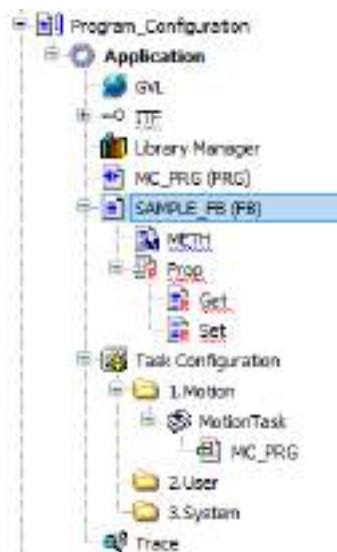 Program_Configuration
Application
GVL
ITF
Library Manager
MC_PRG (PRG)
SAMPLE_FB (FB)
METH
Prop
Get
Set
Task Configuration
1.Motion
MotionTask
MC_PRG
2.User
3.System
Trace